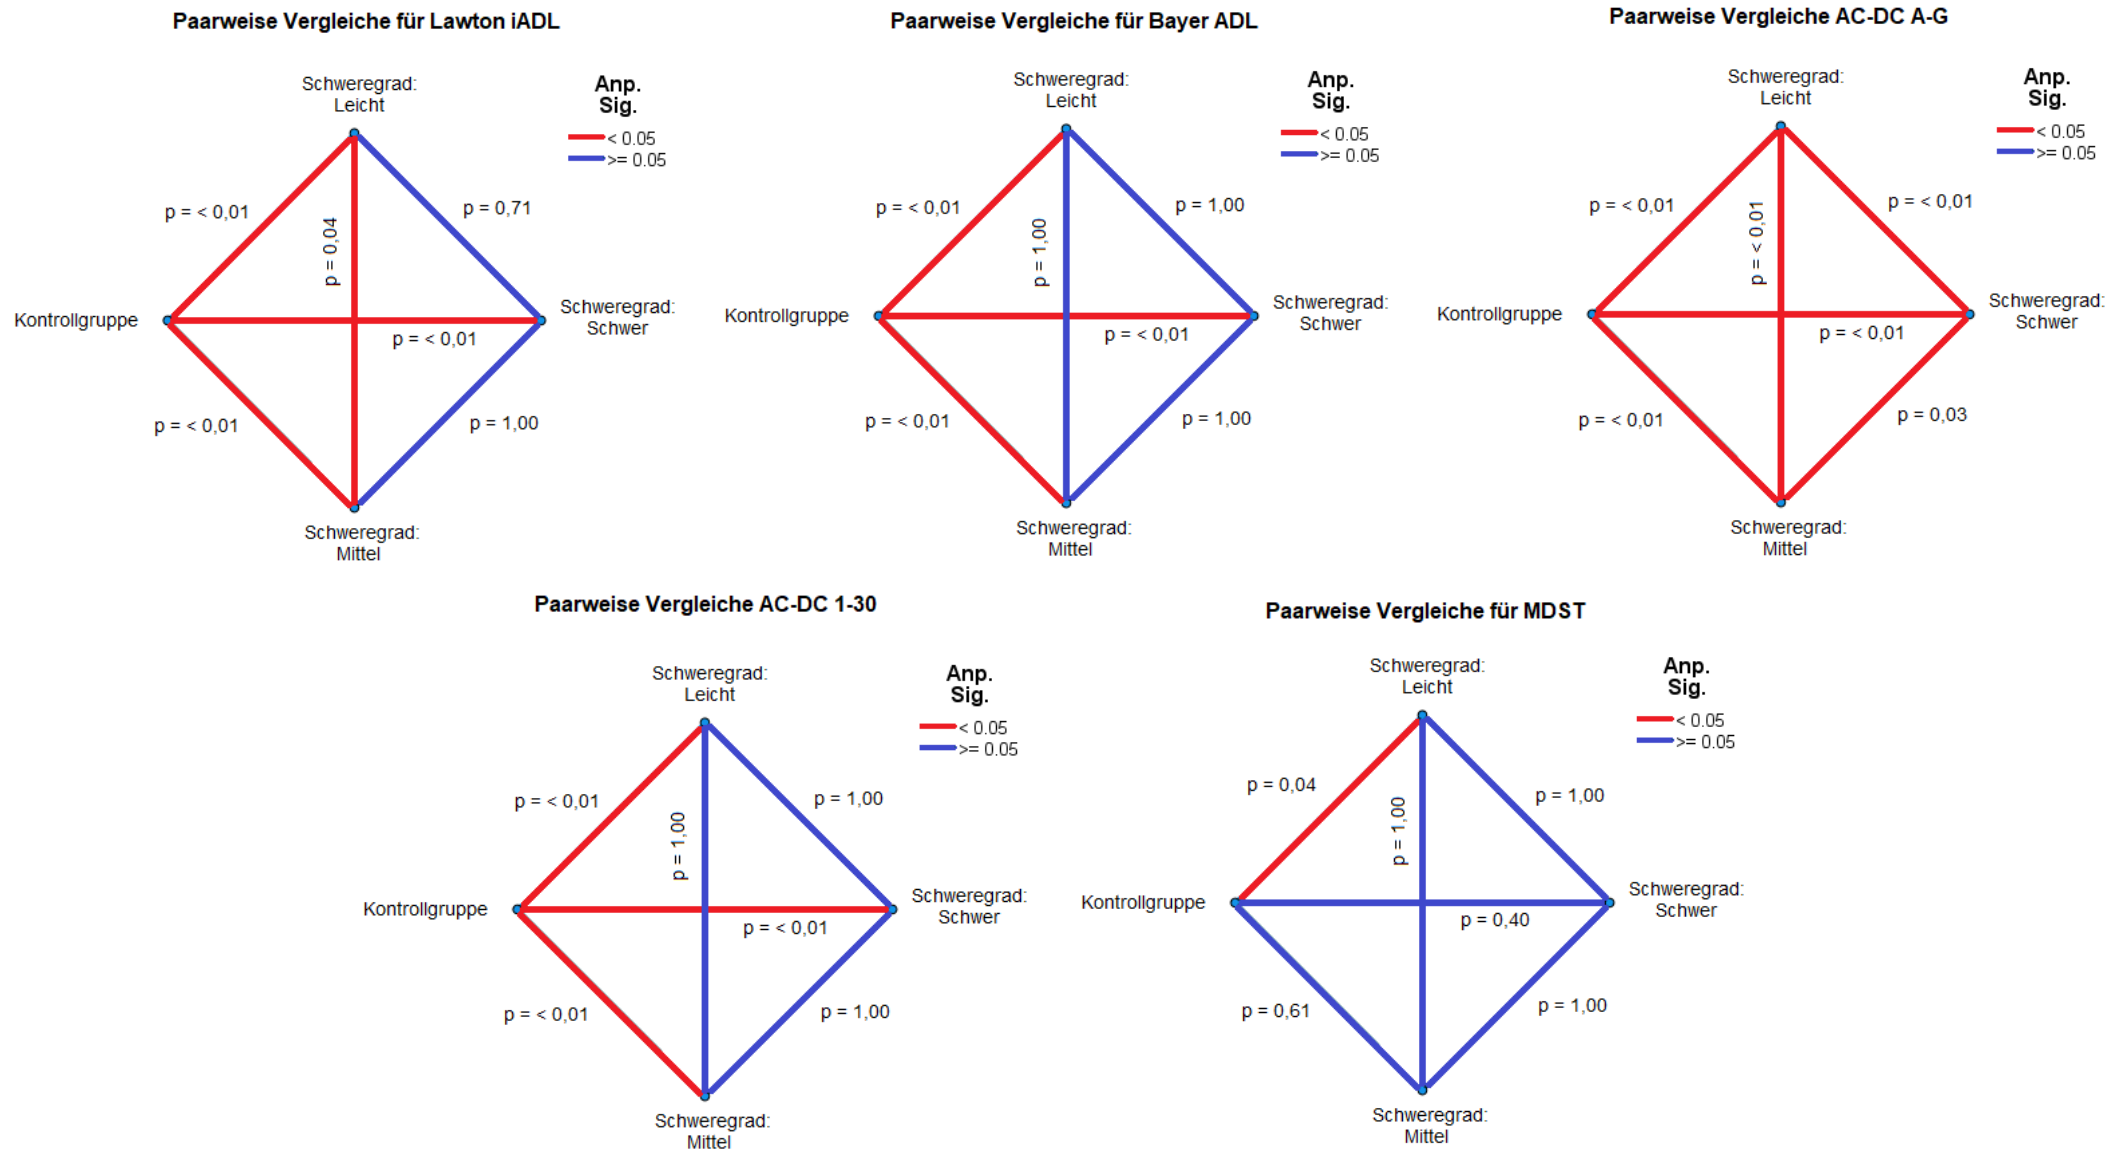 Paarweise Vergleiche für Lawton iADL
Schweregrad:
Leicht
Anp.
Sig.
< 0.05
>= 0.05
p = < 0,01
p = 0,04
p = 0,71
Kontrollgruppe
Schweregrad:
Schwer
p = < 0,01
p = < 0,01
p = 1,00
Schweregrad:
Mittel
Paarweise Vergleiche für Bayer ADL
Schweregrad:
Leicht
Anp.
Sig.
< 0.05
>= 0.05
p = < 0,01
p = 1,00
p = 1,00
Kontrollgruppe
Schweregrad:
Schwer
p = < 0,01
p = < 0,01
p = 1,00
Schweregrad:
Mittel
Paarweise Vergleiche AC-DC A-G
Schweregrad:
Leicht
Anp.
Sig.
< 0.05
>= 0.05
p = < 0,01
p = < 0,01
p = < 0,01
Kontrollgruppe
Schweregrad:
Schwer
p = < 0,01
p = < 0,01
p = 0,03
Schweregrad:
Mittel
Paarweise Vergleiche AC-DC 1-30
Schweregrad:
Leicht
Anp.
Sig.
< 0.05
>= 0.05
p = < 0,01
p = 1,00
p = 1,00
Kontrollgruppe
Schweregrad:
Schwer
p = < 0,01
p = < 0,01
p = 1,00
Schweregrad:
Mittel
Paarweise Vergleiche für MDST
Schweregrad:
Leicht
Anp.
Sig.
< 0.05
>= 0.05
p = 0,04
p = 1,00
p = 1,00
Kontrollgruppe
Schweregrad:
Schwer
p = 0,40
p = 0,61
p = 1,00
Schweregrad:
Mittel